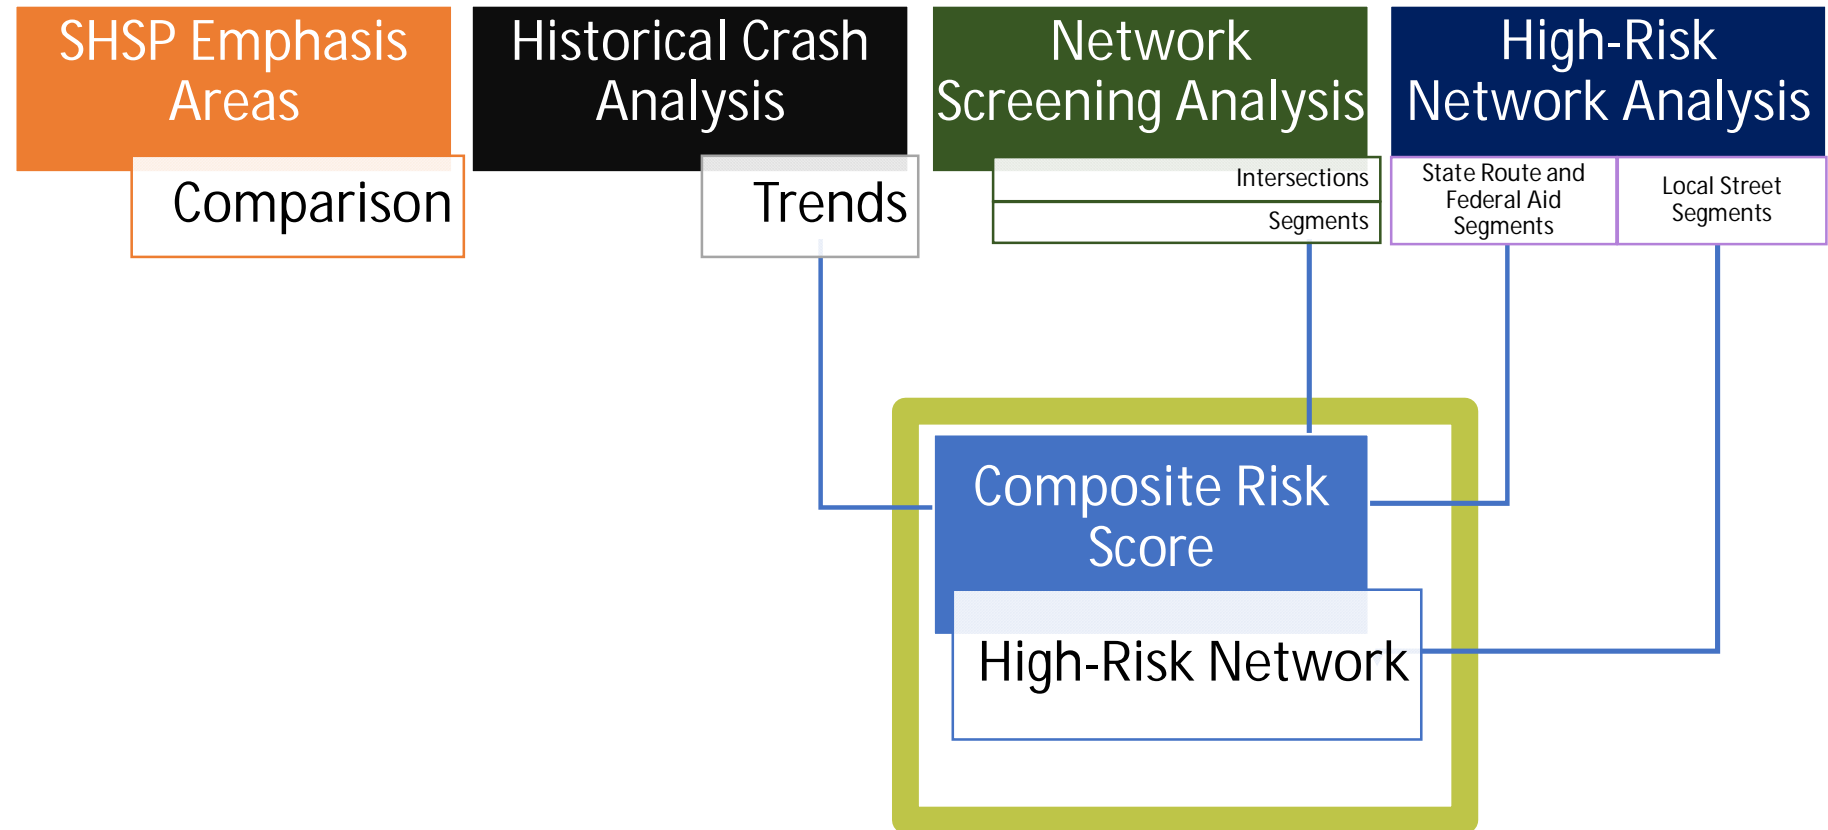 SHSP Emphasis
Areas
Comparison
Historical Crash
Analysis
Trends
Network
Screening Analysis
Intersections
Segments
High-Risk
Network Analysis
State Route and
Federal Aid
Segments
Local Street
Segments
Composite Risk
Score
High-Risk Network